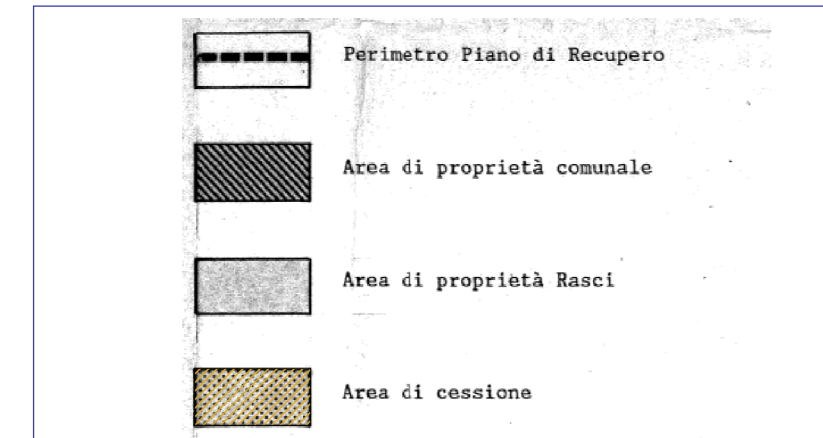 Perimetro Piano di Recupero
Area di proprietà comunale
Area di proprietà Rasci
Area di cessione